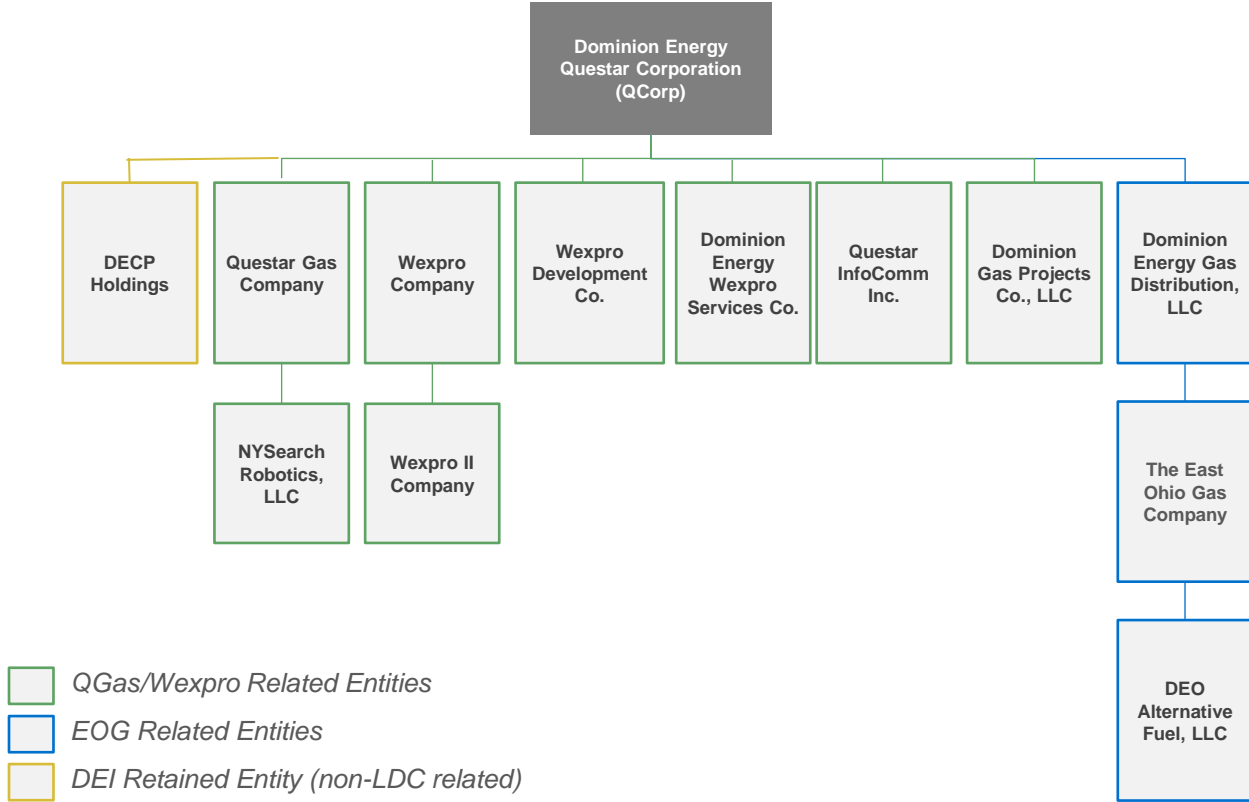 Dominion Energy
Questar Corporation
(QCorp)
DECP
Holdings
Questar Gas
Company
Wexpro
Company
Wexpro
Development
Co.
Dominion
Energy
Wexpro
Services Co.
Questar
InfoComm
Inc.
Dominion
Gas Projects
Co., LLC
Dominion
Energy Gas
Distribution,
LLC
NYSearch
Robotics,
LLC
Wexpro II
Company
The East
Ohio Gas
Company
DEO
Alternative
Fuel, LLC
QGas/Wexpro Related Entities
EOG Related Entities
DEI Retained Entity (non-LDC related)